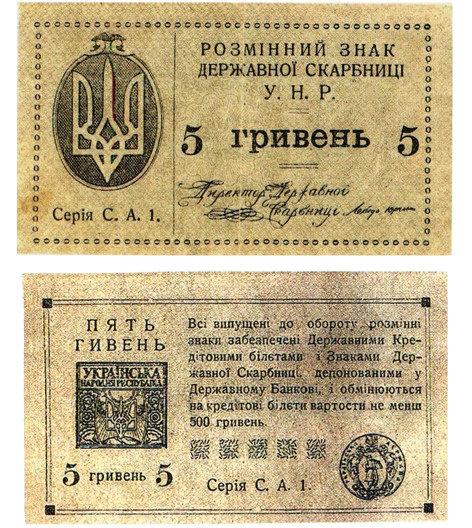 РОЗМІННИЙ ЗНАК
ДЕРЖАВНОЇ СКАРБНИЦІ
У. Н. Р.
5 гривень 5
Директор Державної
Скарбниці
Серія С. А. 1.
ПЯТЬ
ГИВЕНЬ
УКРАЇНСЬКА
НАРОДНЯ РЕСПУБЛІКА
5 гривень 5
Всі випущені до обороту розмінні
знаки забезпечені Державними Кре-
дітовими білєтами і Знаками Дер-
жавної Скарбниці, депонованими у
Державному Банкові, і обмінюються
на кредітові білєти вартости не менш
500 гривень.
Серія С. А. 1.